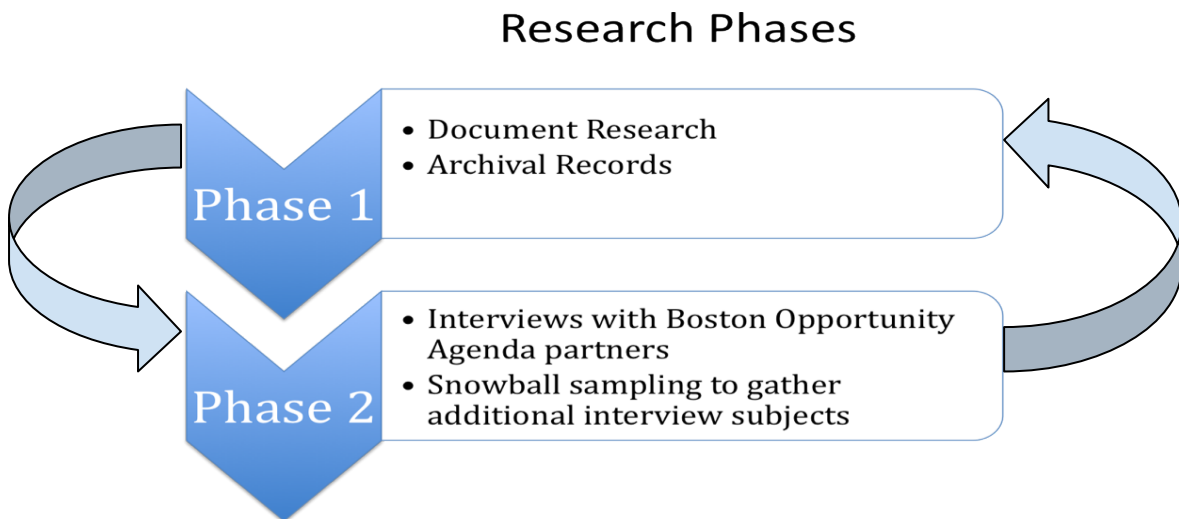 Research Phases
Phase 1
• Document Research
• Archival Records
Phase 2
• Interviews with Boston Opportunity
Agenda partners
• Snowball sampling to gather
additional interview subjects